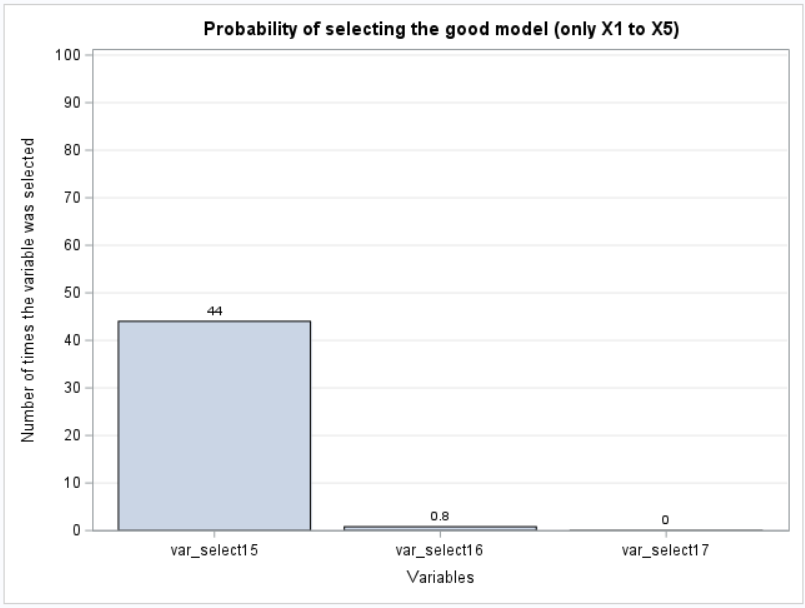 Probability of selecting the good model (only X1 to X5)
Number of times the variable was selected
100
90
80
70
60
50
40
30
20
10
0
44
0.8
0
var_select15
var_select16
var_select17
Variables